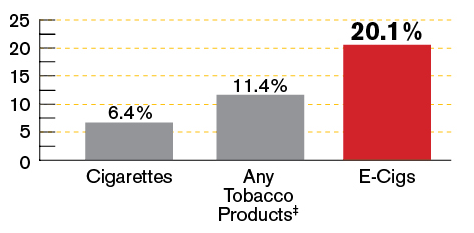 25
20
15
10
5
0
6.4%
11.4%
20.1%
Cigarettes
Any
Tobacco
Products‡
E-Cigs